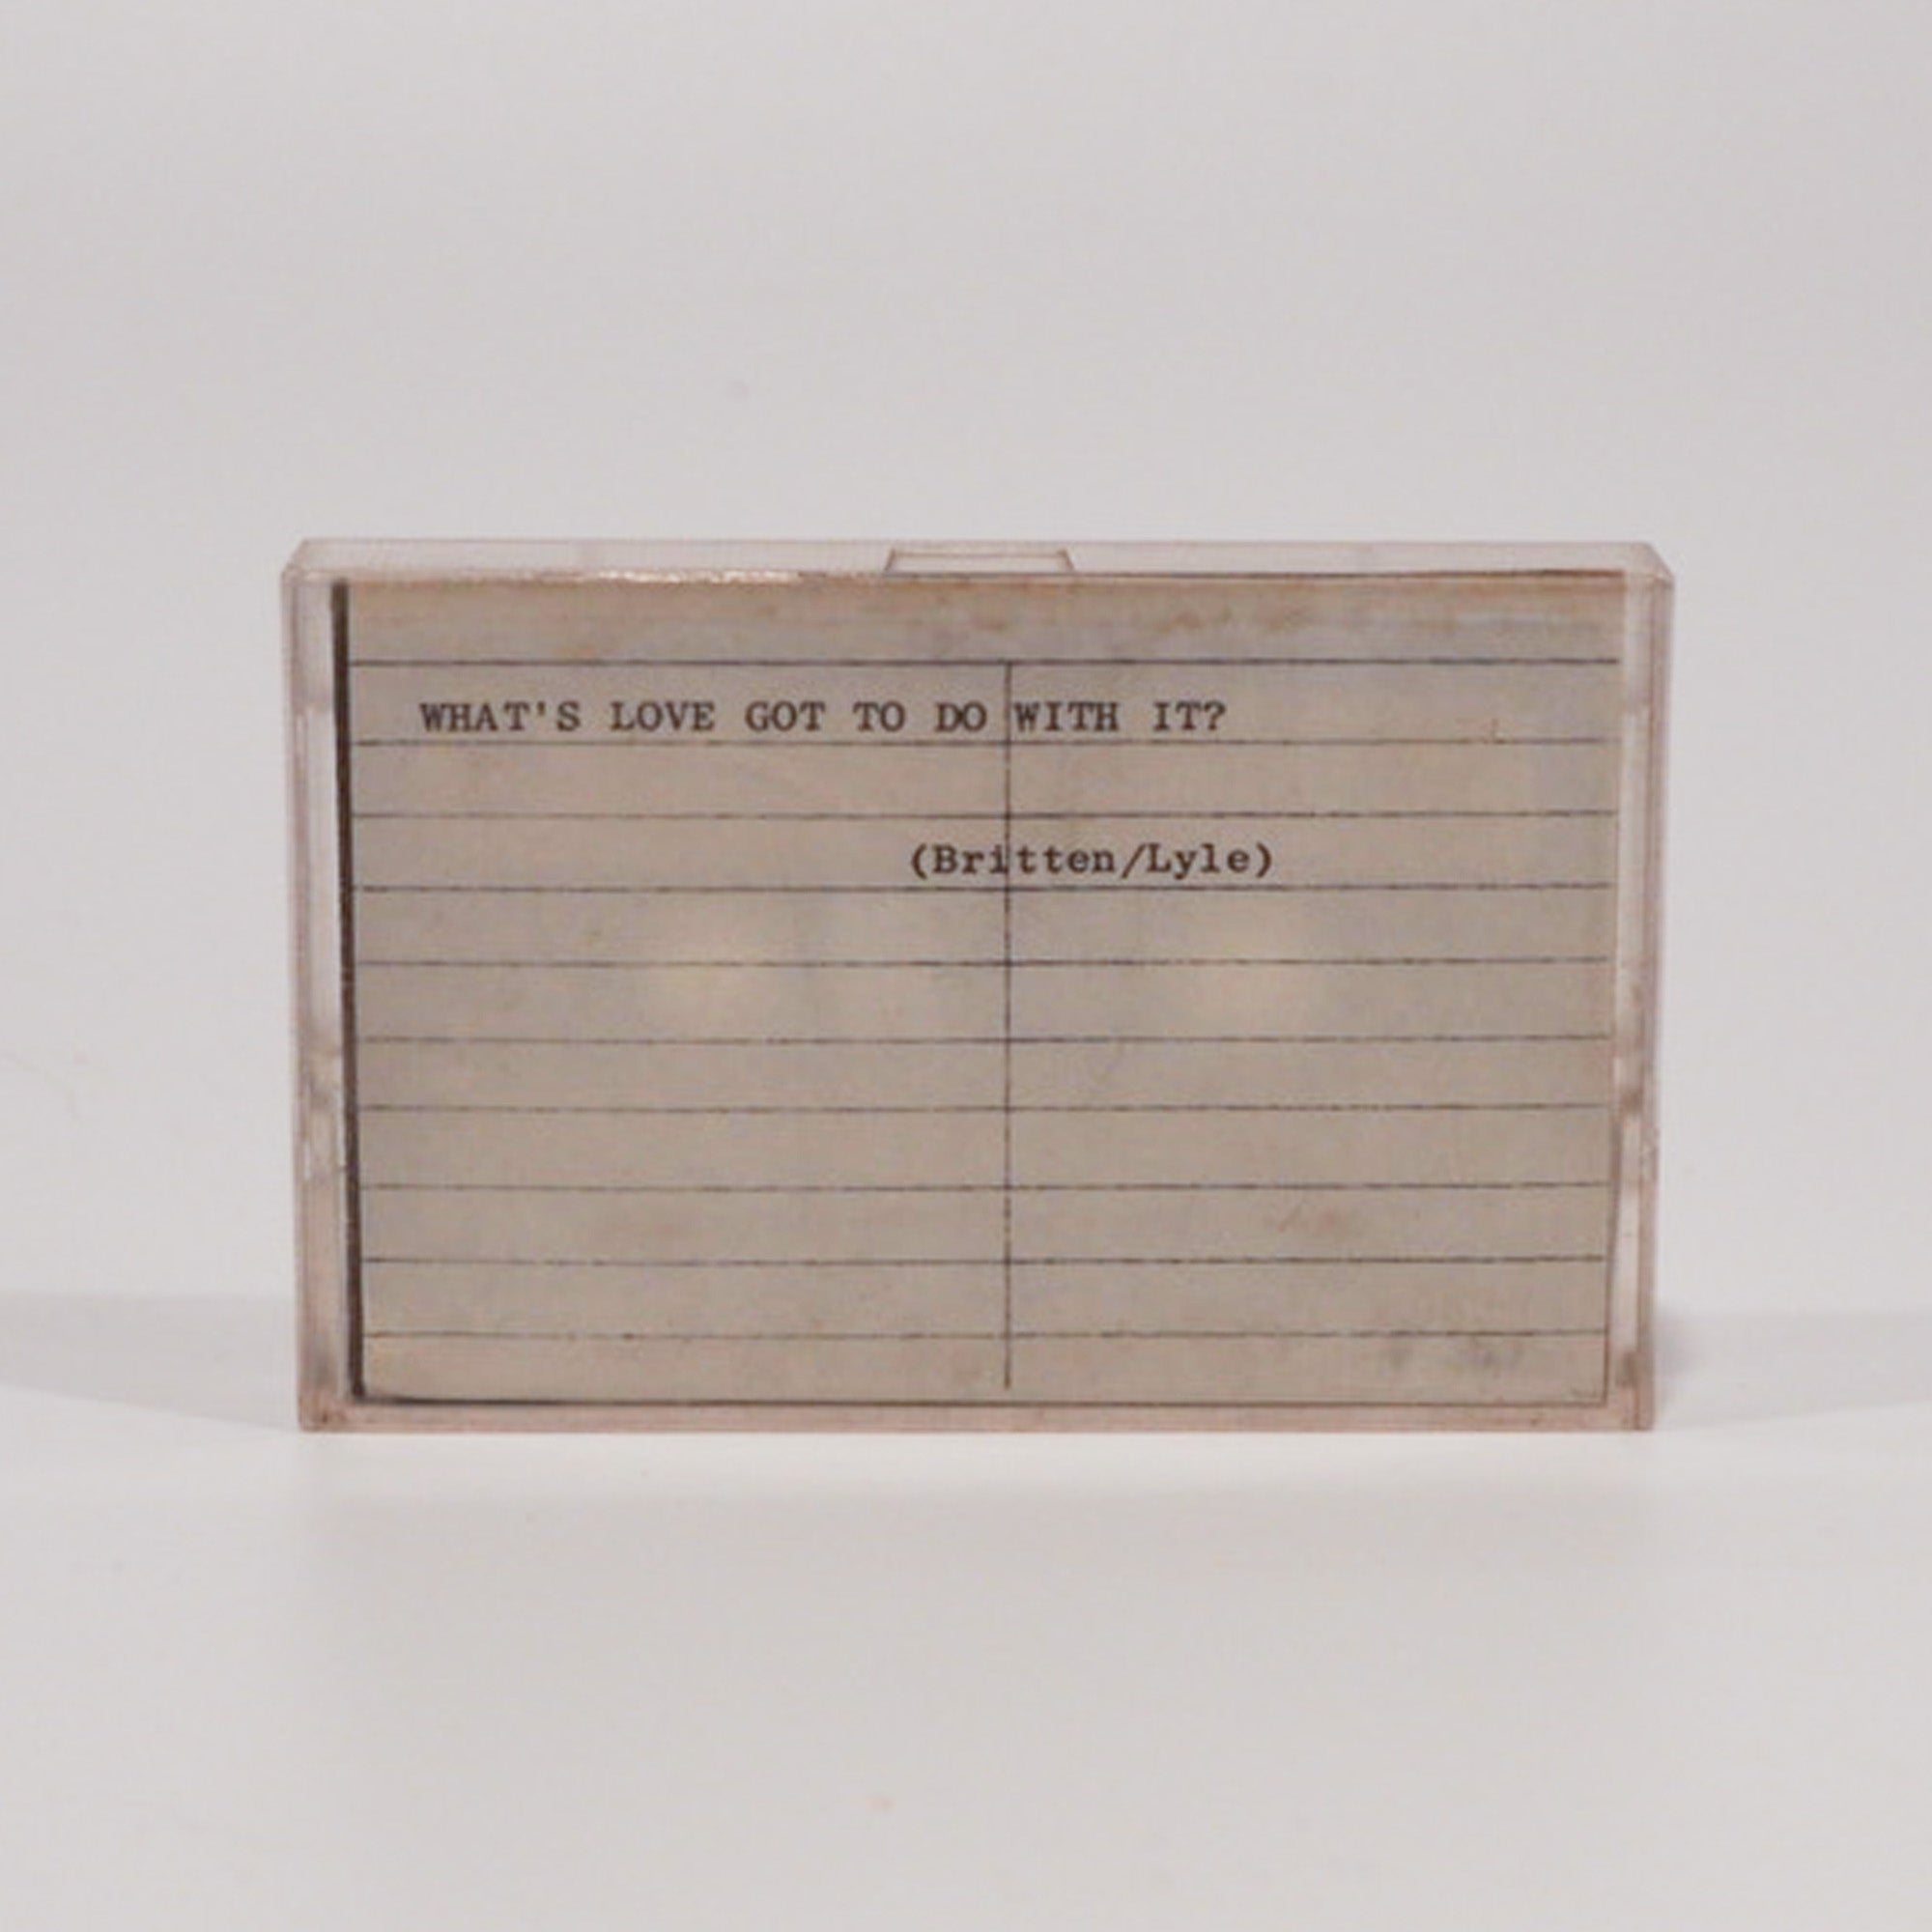 WHAT'S LOVE GOT TO DO WITH IT?
(Britten/Lyle)